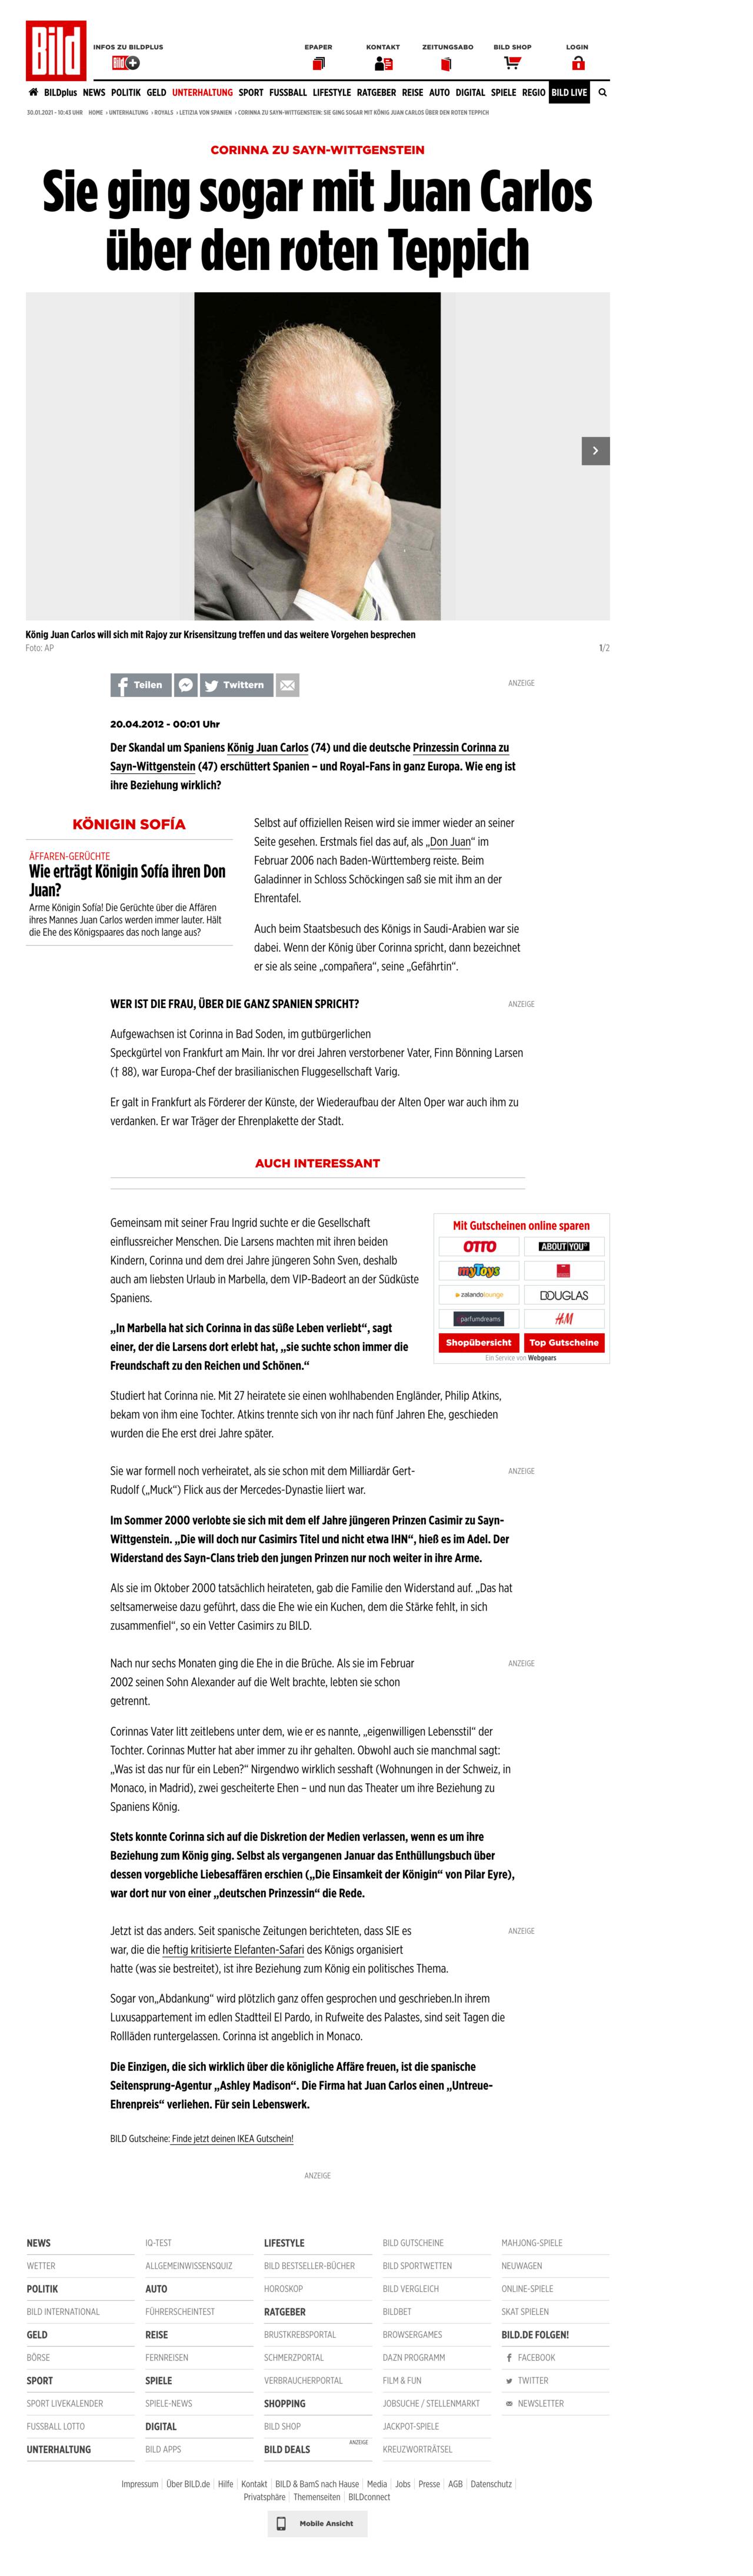 Bild
INFOS ZU BILDPLUS
EPAPER
KONTAKT
ZEITUNGSABO
BILD SHOP
LOGIN
BILDplus NEWS POLITIK GELD UNTERHALTUNG SPORT FUSSBALL LIFESTYLE RATGEBER REISE AUTO DIGITAL SPIELE REGIO BILD LIVE
30.01.2021 - 10:43 UHR HOME › UNTERHALTUNG › ROYALS › LETIZIA VON SPANIEN › CORINNA ZU SAYN-WITTGENSTEIN: SIE GING SOGAR MIT KÖNIG JUAN CARLOS ÜBER DEN ROTEN TEPPICH
CORINNA ZU SAYN-WITTGENSTEIN
Sie ging sogar mit Juan Carlos
über den roten Teppich
König Juan Carlos will sich mit Rajoy zur Krisensitzung treffen und das weitere Vorgehen besprechen
Foto: AP
1/2
Teilen
Twittern
ANZEIGE
20.04.2012 - 00:01 Uhr
Der Skandal um Spaniens König Juan Carlos (74) und die deutsche Prinzessin Corinna zu
Sayn-Wittgenstein (47) erschüttert Spanien – und Royal-Fans in ganz Europa. Wie eng ist
ihre Beziehung wirklich?
KÖNIGIN SOFÍA
ÄFFAREN-GERÜCHTE
Wie erträgt Königin Sofía ihren Don
Juan?
Arme Königin Sofía! Die Gerüchte über die Affären
ihres Mannes Juan Carlos werden immer lauter. Hält
die Ehe des Königspaares das noch lange aus?
Selbst auf offiziellen Reisen wird sie immer wieder an seiner
Seite gesehen. Erstmals fiel das auf, als „Don Juan“ im
Februar 2006 nach Baden-Württemberg reiste. Beim
Galadinner in Schloss Schöckingen saß sie mit ihm an der
Ehrentafel.
Auch beim Staatsbesuch des Königs in Saudi-Arabien war sie
dabei. Wenn der König über Corinna spricht, dann bezeichnet
er sie als seine „compañera“, seine „Gefährtin“.
WER IST DIE FRAU, ÜBER DIE GANZ SPANIEN SPRICHT?
ANZEIGE
Aufgewachsen ist Corinna in Bad Soden, im gutbürgerlichen
Speckgürtel von Frankfurt am Main. Ihr vor drei Jahren verstorbener Vater, Finn Bönning Larsen
(† 88), war Europa-Chef der brasilianischen Fluggesellschaft Varig.
Er galt in Frankfurt als Förderer der Künste, der Wiederaufbau der Alten Oper war auch ihm zu
verdanken. Er war Träger der Ehrenplakette der Stadt.
AUCH INTERESSANT
Gemeinsam mit seiner Frau Ingrid suchte er die Gesellschaft
einflussreicher Menschen. Die Larsens machten mit ihren beiden
Kindern, Corinna und dem drei Jahre jüngeren Sohn Sven, deshalb
auch am liebsten Urlaub in Marbella, dem VIP-Badeort an der Südküste
Spaniens.
Mit Gutscheinen online sparen
OTTO
ABOUT YOU°
myToys
zalando lounge
DOUGLAS
parfumdreams
H&M
Shopübersicht
Top Gutscheine
Ein Service von Webgears
„In Marbella hat sich Corinna in das süße Leben verliebt“, sagt
einer, der die Larsens dort erlebt hat, „sie suchte schon immer die
Freundschaft zu den Reichen und Schönen.“
Studiert hat Corinna nie. Mit 27 heiratete sie einen wohlhabenden Engländer, Philip Atkins,
bekam von ihm eine Tochter. Atkins trennte sich von ihr nach fünf Jahren Ehe, geschieden
wurden die Ehe erst drei Jahre später.
Sie war formell noch verheiratet, als sie schon mit dem Milliardär Gert-
Rudolf („Muck“) Flick aus der Mercedes-Dynastie liiert war.
ANZEIGE
Im Sommer 2000 verlobte sie sich mit dem elf Jahre jüngeren Prinzen Casimir zu Sayn-
Wittgenstein. „Die will doch nur Casimirs Titel und nicht etwa IHN“, hieß es im Adel. Der
Widerstand des Sayn-Clans trieb den jungen Prinzen nur noch weiter in ihre Arme.
Als sie im Oktober 2000 tatsächlich heirateten, gab die Familie den Widerstand auf. „Das hat
seltsamerweise dazu geführt, dass die Ehe wie ein Kuchen, dem die Stärke fehlt, in sich
zusammenfiel“, so ein Vetter Casimirs zu BILD.
Nach nur sechs Monaten ging die Ehe in die Brüche. Als sie im Februar
2002 seinen Sohn Alexander auf die Welt brachte, lebten sie schon
getrennt.
ANZEIGE
Corinnas Vater litt zeitlebens unter dem, wie er es nannte, „eigenwilligen Lebensstil“ der
Tochter. Corinnas Mutter hat aber immer zu ihr gehalten. Obwohl auch sie manchmal sagt:
„Was ist das nur für ein Leben?“ Nirgendwo wirklich sesshaft (Wohnungen in der Schweiz, in
Monaco, in Madrid), zwei gescheiterte Ehen – und nun das Theater um ihre Beziehung zu
Spaniens König.
Stets konnte Corinna sich auf die Diskretion der Medien verlassen, wenn es um ihre
Beziehung zum König ging. Selbst als vergangenen Januar das Enthüllungsbuch über
dessen vorgebliche Liebesaffären erschien („Die Einsamkeit der Königin“ von Pilar Eyre),
war dort nur von einer „deutschen Prinzessin“ die Rede.
Jetzt ist das anders. Seit spanische Zeitungen berichteten, dass SIE es
war, die die heftig kritisierte Elefanten-Safari des Königs organisiert
hatte (was sie bestreitet), ist ihre Beziehung zum König ein politisches Thema.
ANZEIGE
Sogar von„Abdankung“ wird plötzlich ganz offen gesprochen und geschrieben.In ihrem
Luxusappartement im edlen Stadtteil El Pardo, in Rufweite des Palastes, sind seit Tagen die
Rollläden runtergelassen. Corinna ist angeblich in Monaco.
Die Einzigen, die sich wirklich über die königliche Affäre freuen, ist die spanische
Seitensprung-Agentur „Ashley Madison“. Die Firma hat Juan Carlos einen „Untreue-
Ehrenpreis“ verliehen. Für sein Lebenswerk.
BILD Gutscheine: Finde jetzt deinen IKEA Gutschein!
ANZEIGE
NEWS
WETTER
POLITIK
BILD INTERNATIONAL
GELD
BÖRSE
SPORT
SPORT LIVEKALENDER
FUSSBALL LOTTO
UNTERHALTUNG
IQ-TEST
ALLGEMEINWISSENSQUIZ
AUTO
FÜHRERSCHEINTEST
REISE
FERNREISEN
SPIELE
SPIELE-NEWS
DIGITAL
BILD APPS
LIFESTYLE
BILD BESTSELLER-BÜCHER
HOROSKOP
RATGEBER
BRUSTKREBSPORTAL
SCHMERZPORTAL
VERBRAUCHERPORTAL
SHOPPING
BILD SHOP
BILD DEALS
ANZEIGE
BILD GUTSCHEINE
BILD SPORTWETTEN
BILD VERGLEICH
BILDBET
BROWSERGAMES
DAZN PROGRAMM
FILM & FUN
JOBSUCHE / STELLENMARKT
JACKPOT-SPIELE
KREUZWORTRÄTSEL
MAHJONG-SPIELE
NEUWAGEN
ONLINE-SPIELE
SKAT SPIELEN
BILD.DE FOLGEN!
FACEBOOK
TWITTER
NEWSLETTER
Impressum Über BILD.de Hilfe Kontakt BILD & BamS nach Hause Media Jobs Presse AGB Datenschutz
Privatsphäre Themenseiten BILDconnect
Mobile Ansicht